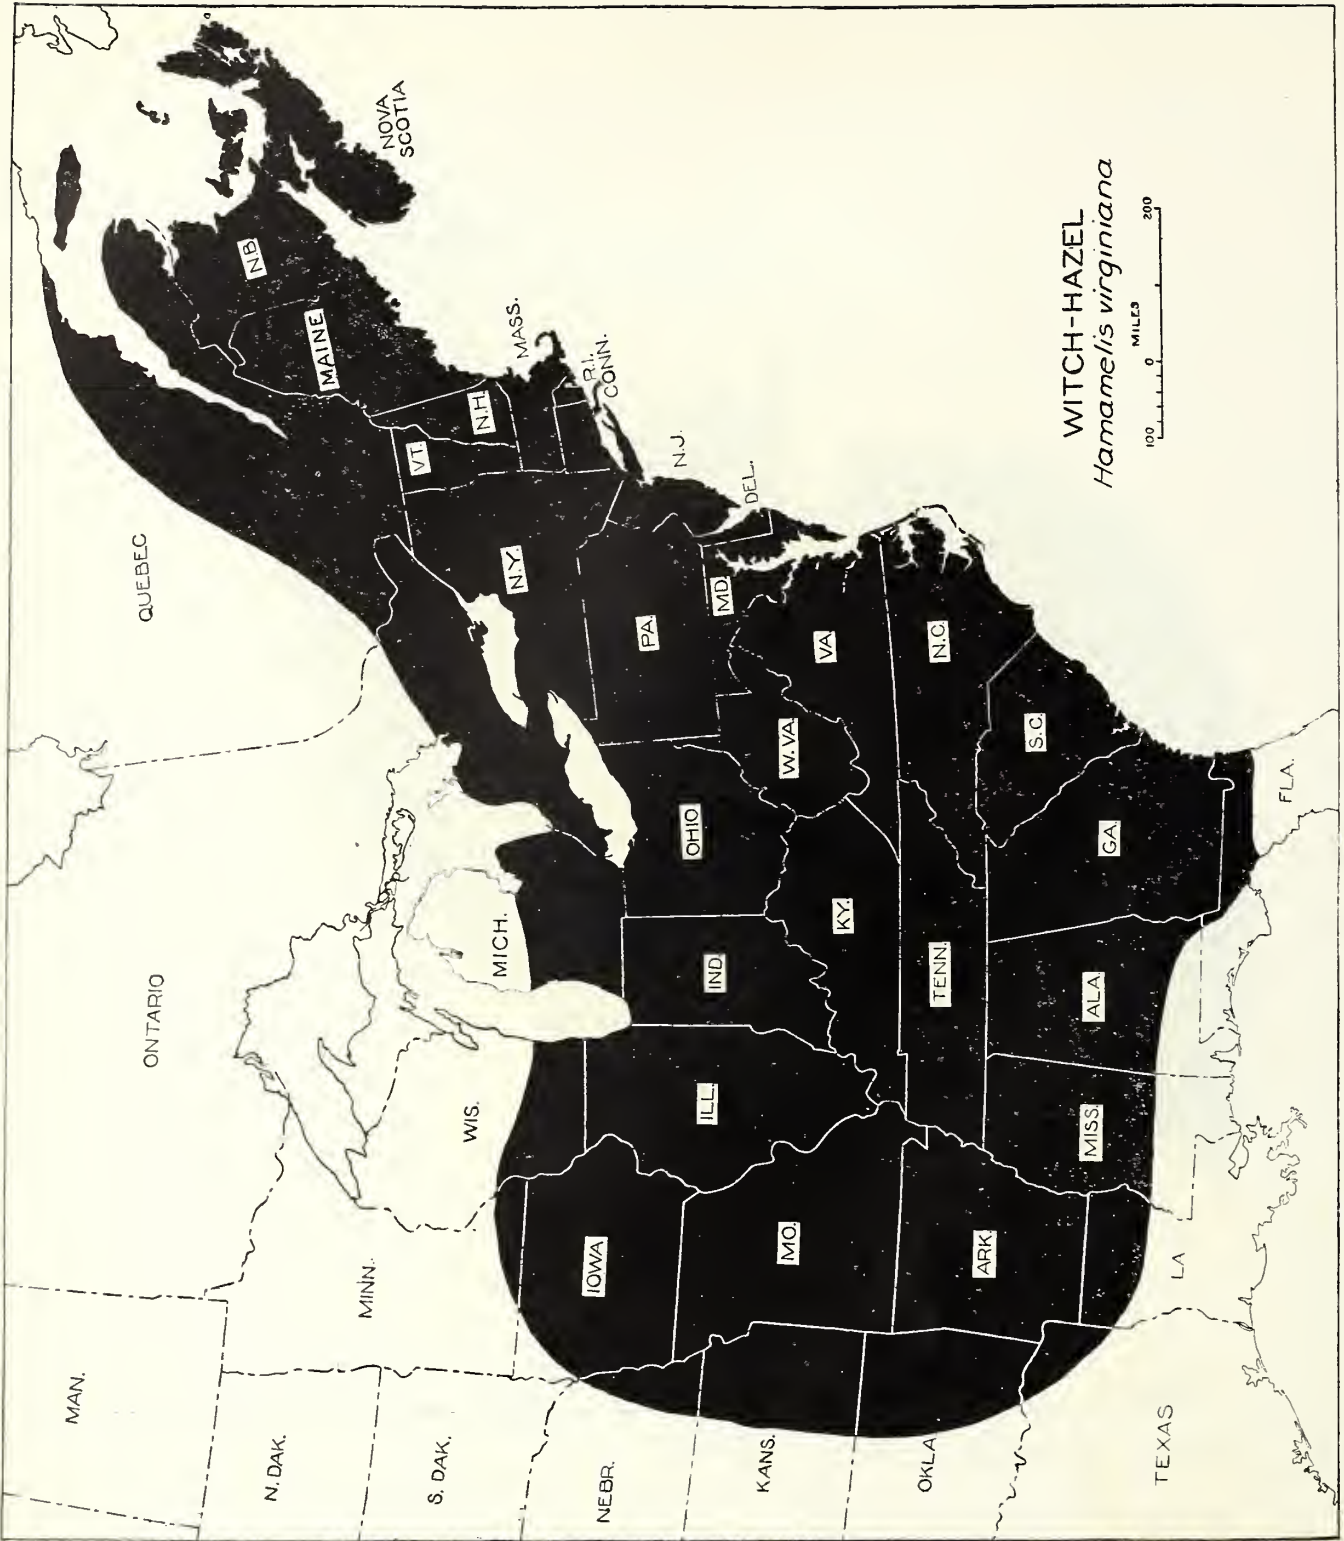 MAN.
ONTARIO
QUEBEC
N. DAK.
MINN.
S. DAK.
WIS.
MICH.
NEBR.
IOWA
ILL.
IND.
OHIO
PA.
N.Y.
VT.
N.H.
MAINE
N.B.
NOVA
SCOTIA
MASS.
R.I.
CONN.
N.J.
DEL.
MD.
KANS.
MO.
KY.
W. VA.
VA.
OKLA
ARK.
TENN.
N.C.
S.C.
TEXAS
LA
MISS.
ALA.
GA.
FLA.
WITCH-HAZEL
Hamamelis virginiana
MILES
100 0 200